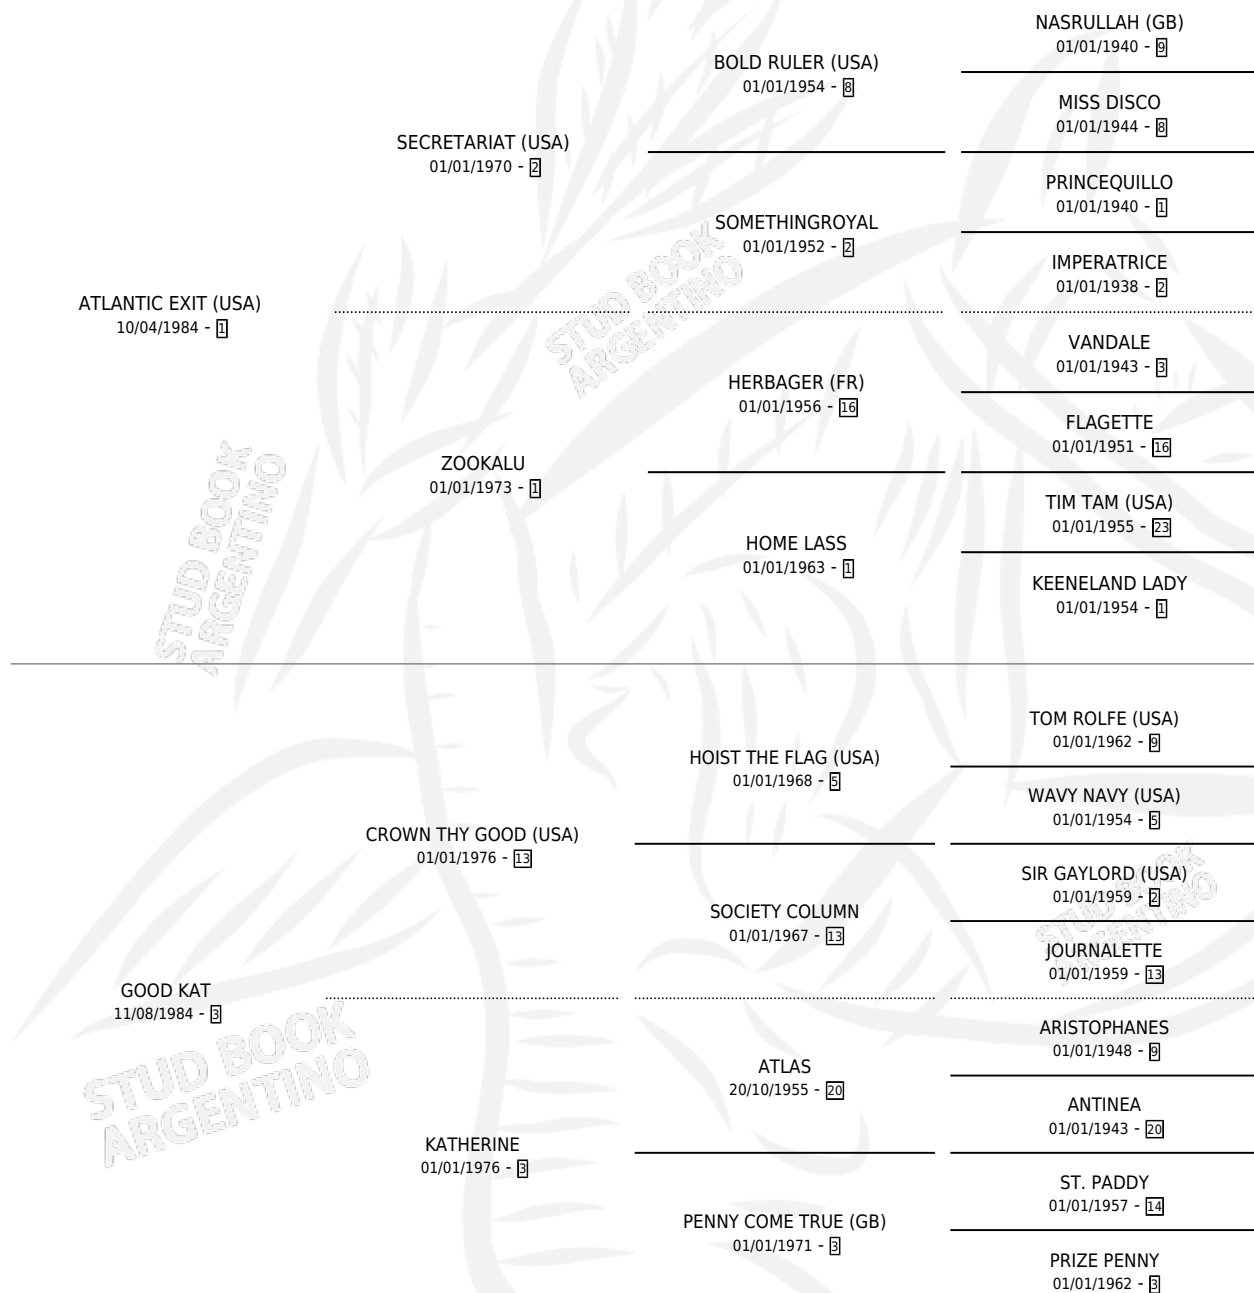 NASRULLAH (GB)
01/01/1940 - 9
BOLD RULER (USA)
01/01/1954 - 8
MISS DISCO
01/01/1944 - 8
SECRETARIAT (USA)
01/01/1970 - 2
PRINCEQUILLO
01/01/1940 - 1
SOMETHINGROYAL
01/01/1952 - 2
IMPERATRICE
01/01/1938 - 2
STUD BOOK
ARGENTINO
ATLANTIC EXIT (USA)
10/04/1984 - 1
VANDALE
01/01/1943 - 3
HERBAGER (FR)
01/01/1956 - 16
FLAGETTE
01/01/1951 - 16
ZOOKALU
01/01/1973 - 1
TIM TAM (USA)
01/01/1955 - 23
HOME LASS
01/01/1963 - 1
KEENELAND LADY
01/01/1954 - 1
STUD BOOK
ARGENTINO
TOM ROLFE (USA)
01/01/1962 - 9
HOIST THE FLAG (USA)
01/01/1968 - 5
WAVY NAVY (USA)
01/01/1954 - 5
CROWN THY GOOD (USA)
01/01/1976 - 13
SIR GAYLORD (USA)
01/01/1959 - 2
SOCIETY COLUMN
01/01/1967 - 13
JOURNALETTE
01/01/1959 - 13
STUD BOOK
ARGENTINO
GOOD KAT
11/08/1984 - 3
ARISTOPHANES
01/01/1948 - 9
ATLAS
20/10/1955 - 20
ANTINEA
01/01/1943 - 20
STUD BOOK
ARGENTINO
KATHERINE
01/01/1976 - 3
ST. PADDY
01/01/1957 - 14
PENNY COME TRUE (GB)
01/01/1971 - 3
PRIZE PENNY
01/01/1962 - 3